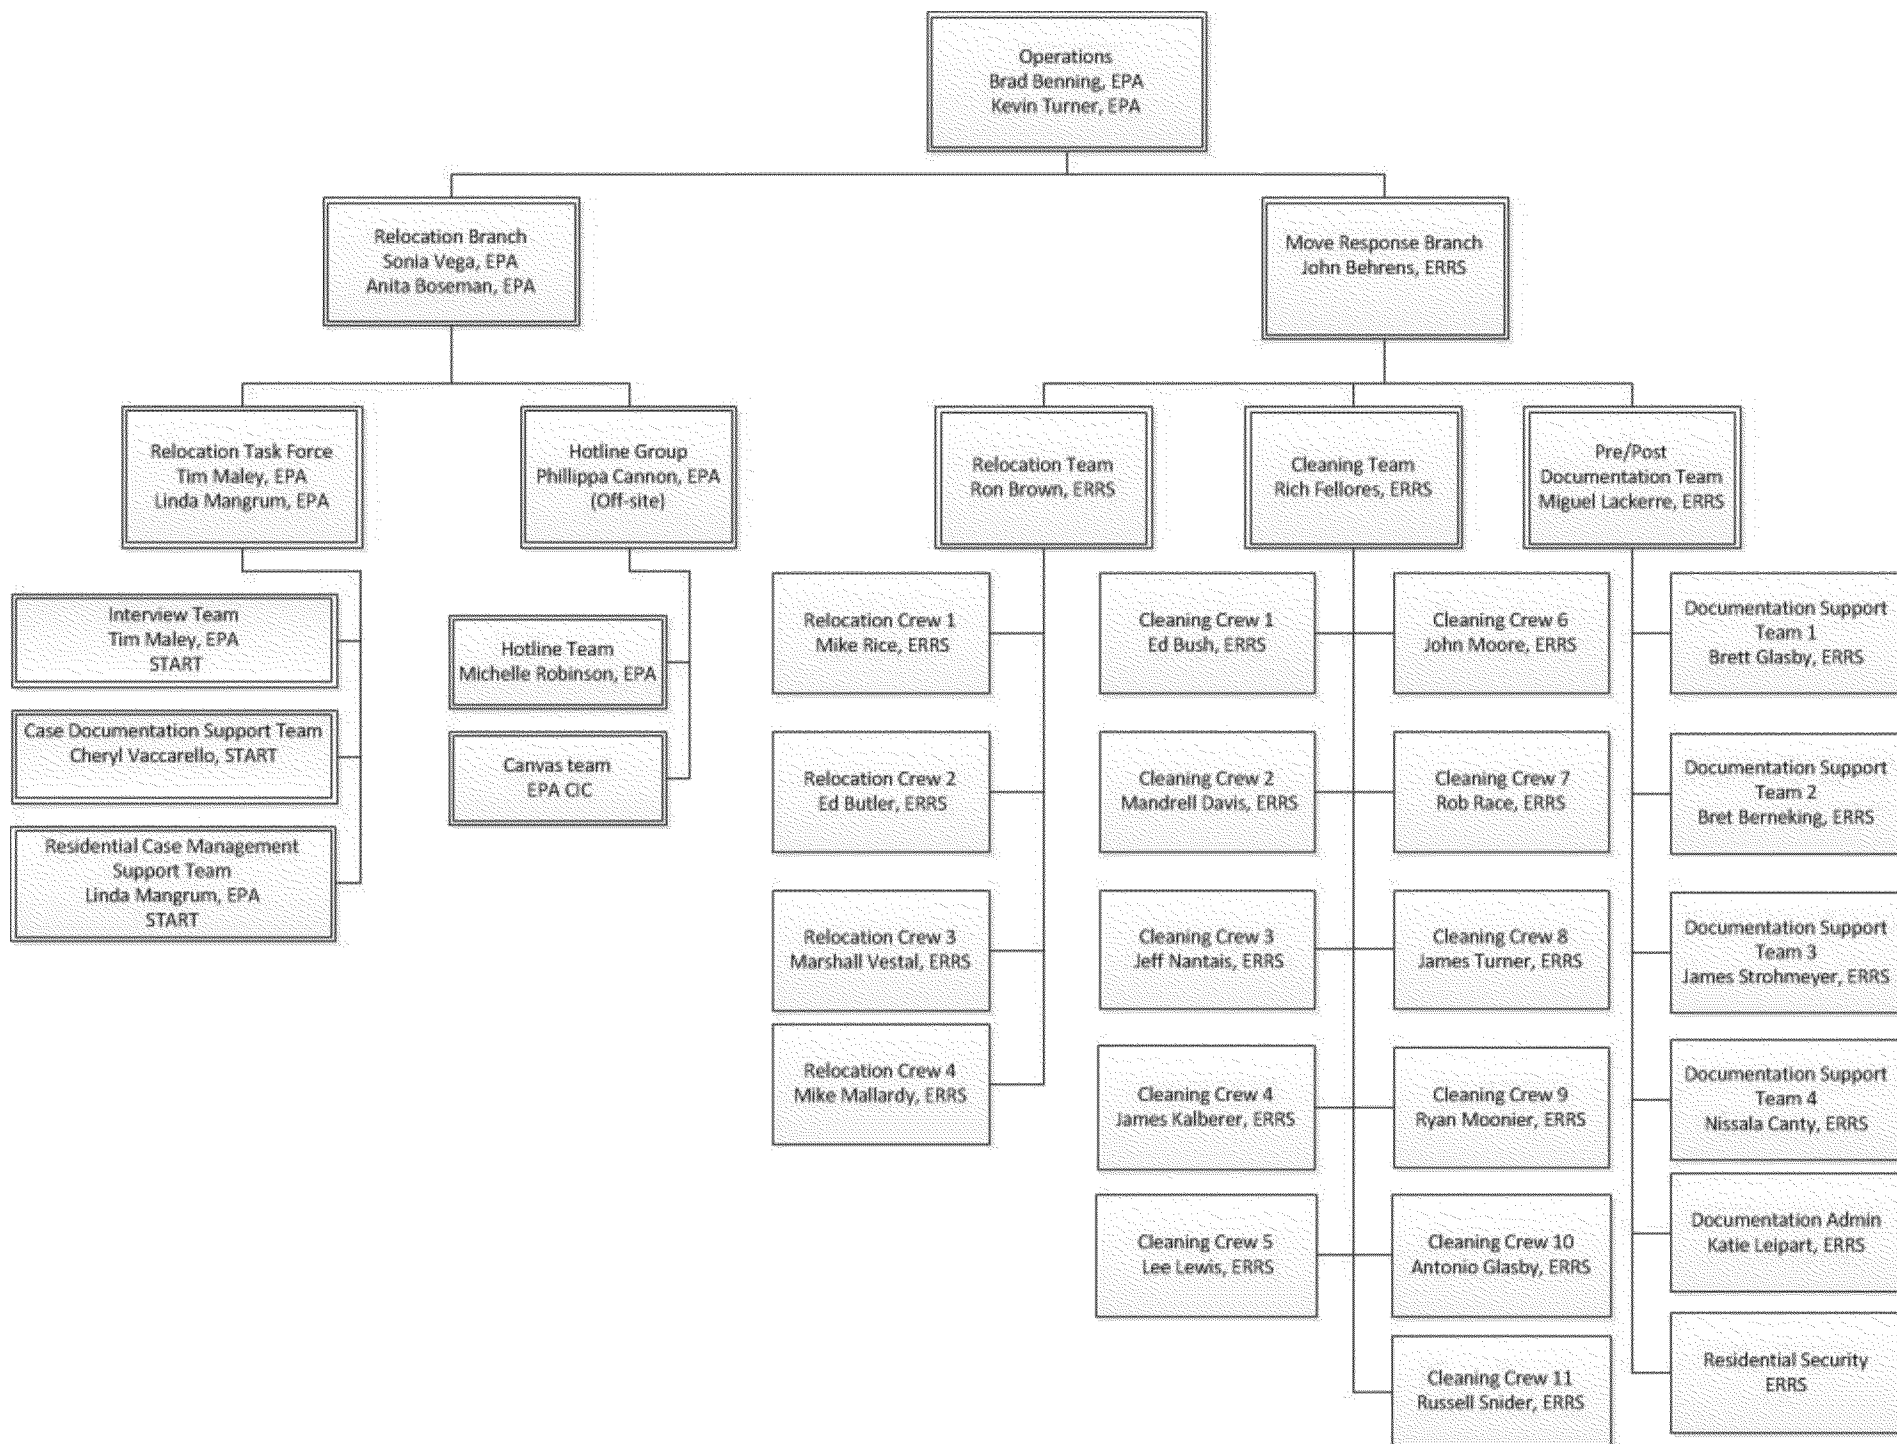 Operations
Brad Benning, EPA
Kevin Turner, EPA
Relocation Branch
Sonia Vega, EPA
Anita Boseman, EPA
Move Response Branch
John Behrens, ERRS
Relocation Task Force
Tim Maley, EPA
Linda Mangrum, EPA
Hotline Group
Phillippa Cannon, EPA
(Off-site)
Relocation Team
Ron Brown, ERRS
Cleaning Team
Rich Fellores, ERRS
Pre/Post
Documentation Team
Miguel Lackerre, ERRS
Interview Team
Tim Maley, EPA
START
Case Documentation Support Team
Cheryl Vaccarello, START
Residential Case Management
Support Team
Linda Mangrum, EPA
START
Hotline Team
Michelle Robinson, EPA
Canvas team
EPA CIC
Relocation Crew 1
Mike Rice, ERRS
Relocation Crew 2
Ed Butler, ERRS
Relocation Crew 3
Marshall Vestal, ERRS
Relocation Crew 4
Mike Mallardy, ERRS
Cleaning Crew 1
Ed Bush, ERRS
Cleaning Crew 2
Mandrell Davis, ERRS
Cleaning Crew 3
Jeff Nantais, ERRS
Cleaning Crew 4
James Kalberer, ERRS
Cleaning Crew 5
Lee Lewis, ERRS
Cleaning Crew 6
John Moore, ERRS
Cleaning Crew 7
Rob Race, ERRS
Cleaning Crew 8
James Turner, ERRS
Cleaning Crew 9
Ryan Moonier, ERRS
Cleaning Crew 10
Antonio Glasby, ERRS
Cleaning Crew 11
Russell Snider, ERRS
Documentation Support
Team 1
Brett Glasby, ERRS
Documentation Support
Team 2
Bret Berneking, ERRS
Documentation Support
Team 3
James Strohmeyer, ERRS
Documentation Support
Team 4
Nissala Canty, ERRS
Documentation Admin
Katie Leipart, ERRS
Residential Security
ERRS